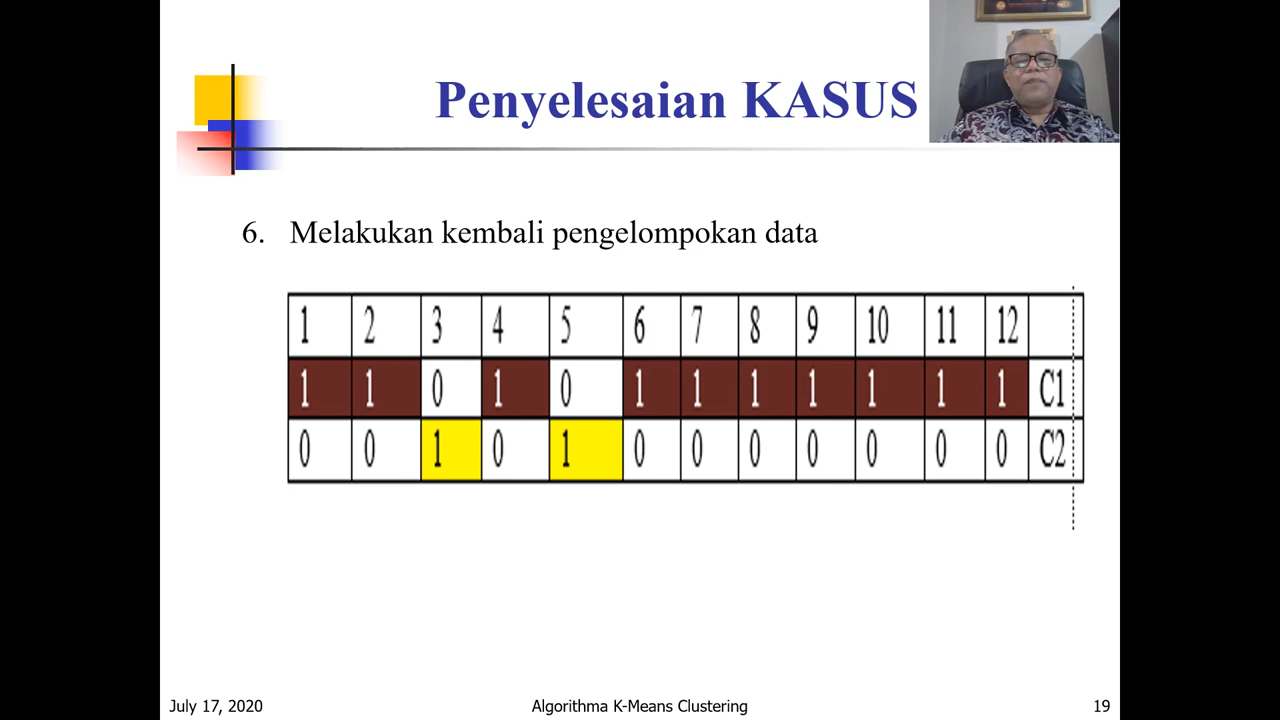 Penyelesaian KASUS
6. Melakukan kembali pengelompokan data
1 2 3 4 5 6 7 8 9 10 11 12
1 1 0 1 0 1 1 1 1 1 1 1 C1
0 0 1 0 1 0 0 0 0 0 0 0 C2
July 17, 2020 Algorithma K-Means Clustering 19